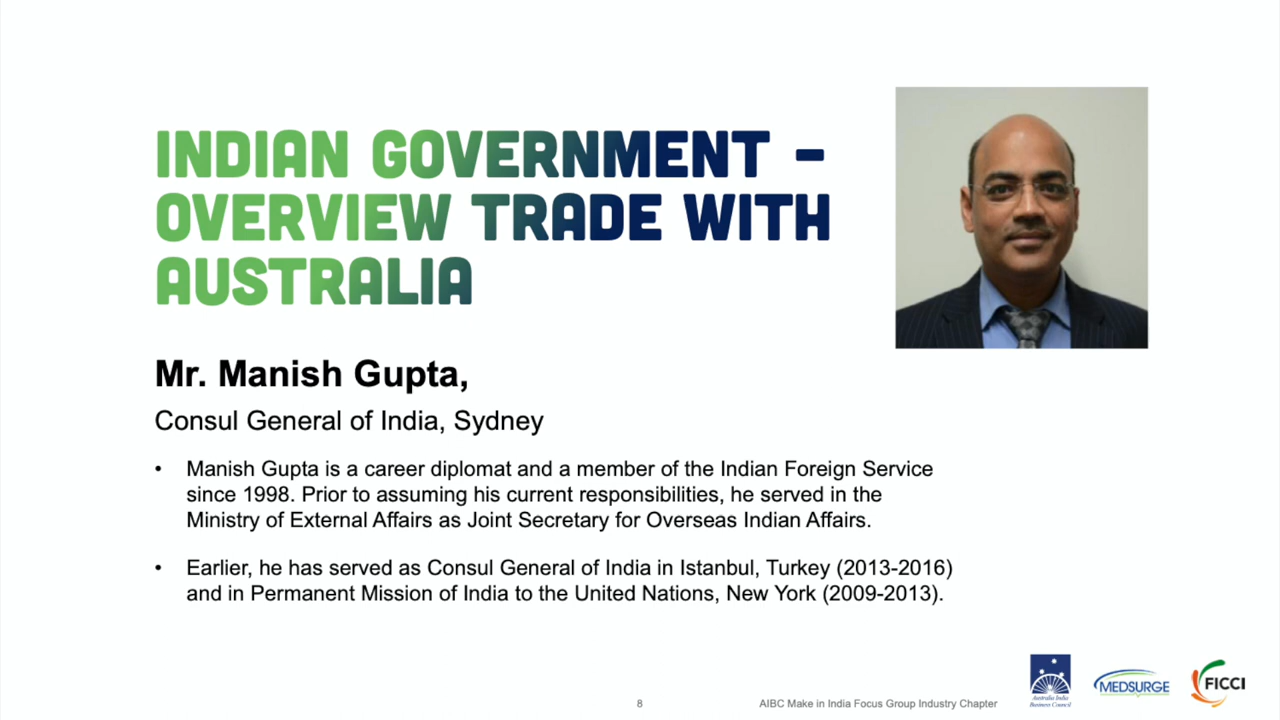 INDIAN GOVERNMENT –
OVERVIEW TRADE WITH
AUSTRALIA
Mr. Manish Gupta,
Consul General of India, Sydney
• Manish Gupta is a career diplomat and a member of the Indian Foreign Service
since 1998. Prior to assuming his current responsibilities, he served in the
Ministry of External Affairs as Joint Secretary for Overseas Indian Affairs.
• Earlier, he has served as Consul General of India in Istanbul, Turkey (2013-2016)
and in Permanent Mission of India to the United Nations, New York (2009-2013).
8
AIBC Make in India Focus Group Industry Chapter
Australia India
Business Council
MEDSURGE
FICCI